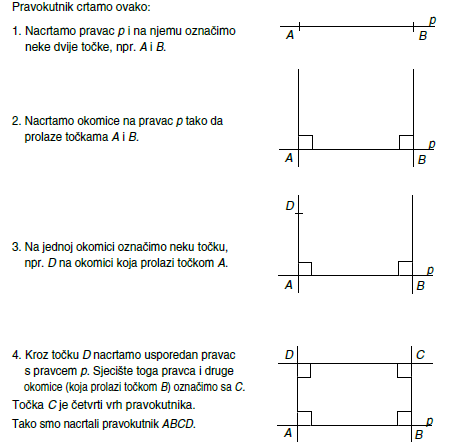 Pravokutnik crtamo ovako:
1. Nacrtamo pravac p i na njemu označimo
neke dvije točke, npr. A i B.
A
B
p
2. Nacrtamo okomice na pravac p tako da
prolaze točkama A i B.
A
B
p
D
3. Na jednoj okomici označimo neku točku,
npr. D na okomici koja prolazi točkom A.
A
B
p
4. Kroz točku D nacrtamo usporedan pravac
s pravcem p. Sjecište toga pravca i druge
okomice (koja prolazi točkom B) označimo sa C.
Točka C je četvrti vrh pravokutnika.
Tako smo nacrtali pravokutnik ABCD.
D
C
A
B
p